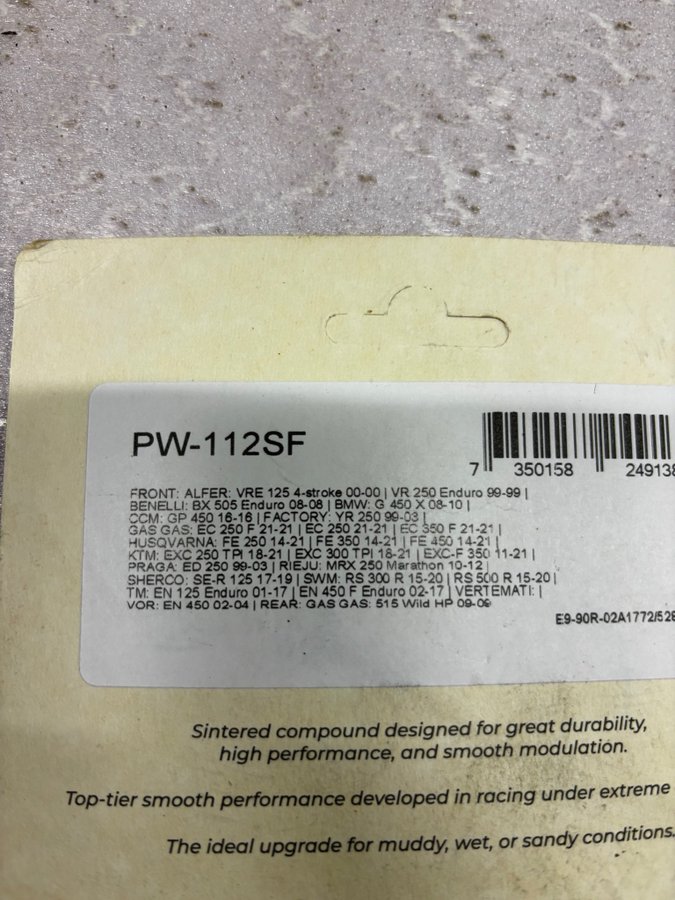 PW-112SF
7 350158 249138
FRONT: ALFER: VRE 125 4-stroke 00-00 | VR 250 Enduro 99-99 |
BENELLI: BX 505 Enduro 08-08 | BMW: G 450 X 08-10 |
CCM: GP 450 16-16 | FACTORY: YR 250 99-03 |
GAS GAS: EC 250 F 21-21 | EC 250 21-21 | EC 350 F 21-21 |
HUSQVARNA: FE 250 14-21 | FE 350 14-21 | FE 450 14-21 |
KTM: EXC 250 TPI 18-21 | EXC 300 TPI 18-21 | EXC-F 350 11-21 |
PRAGA: ED 250 99-03 | RIEJU: MRX 250 Marathon 10-12 |
SHERCO: SE-R 125 17-19 | SWM: RS 300 R 15-20 | RS 500 R 15-20 |
TM: EN 125 Enduro 01-17 | EN 450 F Enduro 02-17 | VERTEMATI: |
VOR: EN 450 02-04 | REAR: GAS GAS: 515 Wild HP 09-09
E9-90R-02A1772/528
Sintered compound designed for great durability,
high performance, and smooth modulation.
Top-tier smooth performance developed in racing under extreme
The ideal upgrade for muddy, wet, or sandy conditions.